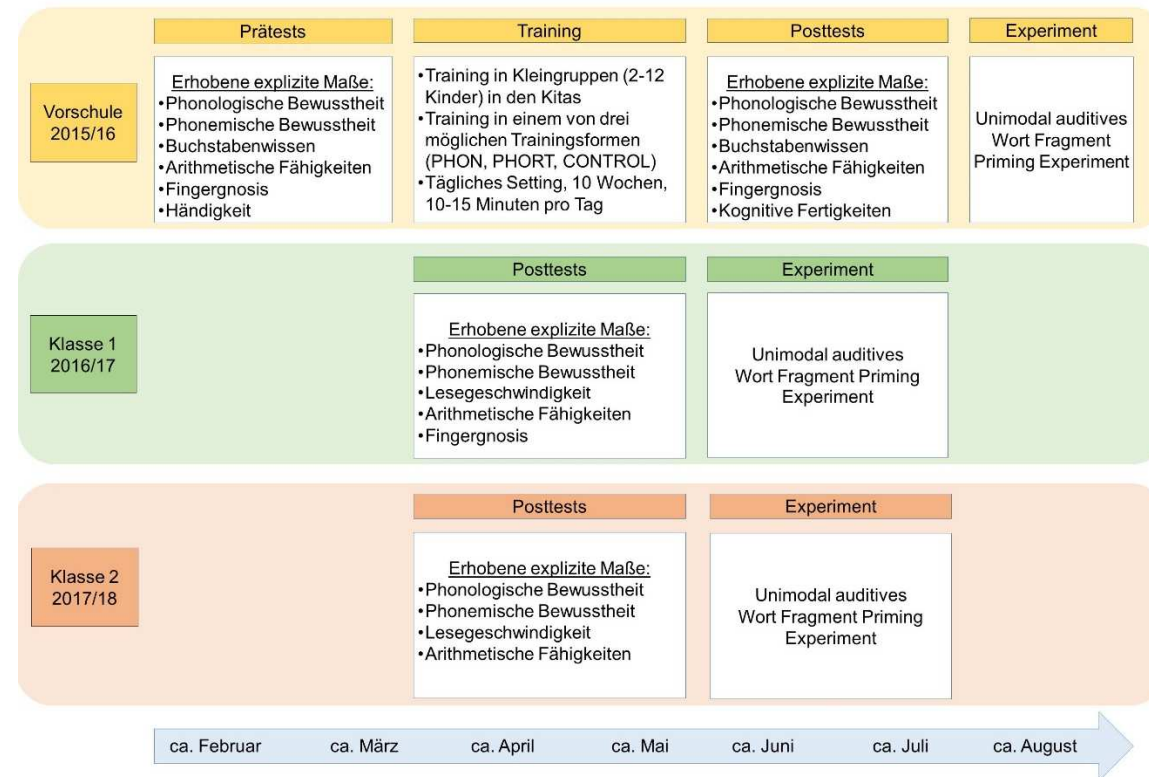 Prätests
Training
Posttests
Experiment
Vorschule
2015/16
Erhobene explizite Maße:
•Phonologische Bewusstheit
•Phonemische Bewusstheit
•Buchstabenwissen
•Arithmetische Fähigkeiten
•Fingergnosis
•Händigkeit
•Training in Kleingruppen (2-12
Kinder) in den Kitas
•Training in einem von drei
möglichen Trainingsformen
(PHON, PHORT, CONTROL)
•Tägliches Setting, 10 Wochen,
10-15 Minuten pro Tag
Erhobene explizite Maße:
•Phonologische Bewusstheit
•Phonemische Bewusstheit
•Buchstabenwissen
•Arithmetische Fähigkeiten
•Fingergnosis
•Kognitive Fertigkeiten
Unimodal auditives
Wort Fragment
Priming Experiment
Posttests
Experiment
Klasse 1
2016/17
Erhobene explizite Maße:
•Phonologische Bewusstheit
•Phonemische Bewusstheit
•Lesegeschwindigkeit
•Arithmetische Fähigkeiten
•Fingergnosis
Unimodal auditives
Wort Fragment Priming
Experiment
Posttests
Experiment
Klasse 2
2017/18
Erhobene explizite Maße:
•Phonologische Bewusstheit
•Phonemische Bewusstheit
•Lesegeschwindigkeit
•Arithmetische Fähigkeiten
Unimodal auditives
Wort Fragment Priming
Experiment
ca. Februar ca. März ca. April ca. Mai ca. Juni ca. Juli ca. August